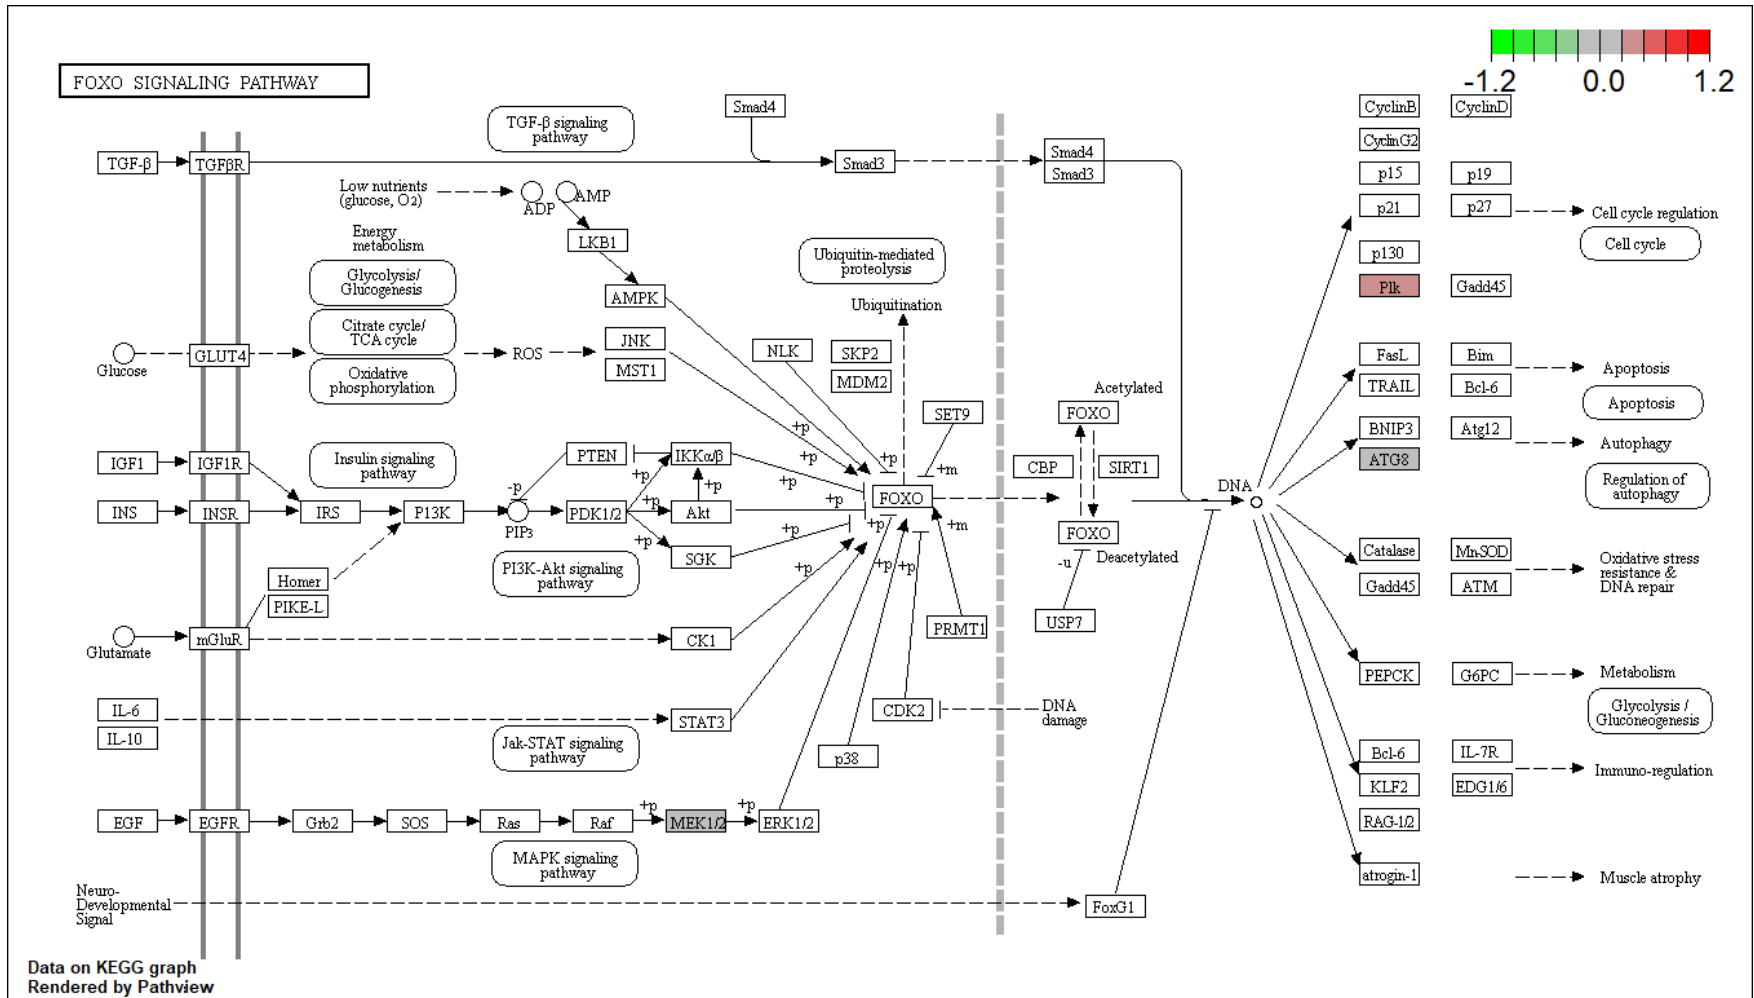 FOXO SIGNALING PATHWAY
-1.2 0.0 1.2
TGF-β
TGFβR
TGF-β signaling
pathway
Smad4
Smad3
Smad4
Smad3
Low nutrients
(glucose, O2)
ADP
AMP
LKB1
AMPK
Energy
metabolism
Glycolysis/
Glucogenesis
Citrate cycle/
TCA cycle
Oxidative
phosphorylation
Glucose
GLUT4
ROS
JNK
MST1
NLK
SKP2
MDM2
Ubiquitin-mediated
proteolysis
Ubiquitination
SET9
+p
+p
+m
IGF1
IGF1R
Insulin signaling
pathway
INS
INSR
IRS
P13K
-p
PIP3
PTEN
PDK1/2
IKKα/β
Akt
SGK
+p
+p
+p
+p
+p
+p
+p
+p
+p
+p
+p
+m
FOXO
PI3K-Akt signaling
pathway
Homer
PIKE-L
Glutamate
mGluR
CK1
IL-6
IL-10
STAT3
Jak-STAT signaling
pathway
p38
CDK2
DNA
damage
PRMT1
EGF
EGFR
Grb2
SOS
Ras
Raf
+p
MEK1/2
+p
ERK1/2
MAPK signaling
pathway
Neuro-
Developmental
Signal
FoxG1
Acetylated
FOXO
CBP
SIRT1
FOXO
Deacetylated
-u
USP7
DNA
CyclinB
CyclinD
CyclinG2
p15
p19
p21
p27
p130
Plk
Gadd45
Cell cycle regulation
Cell cycle
FasL
Bim
TRAIL
Bcl-6
Apoptosis
Apoptosis
BNIP3
Atg12
ATG8
Autophagy
Regulation of
autophagy
Catalase
Mn-SOD
Gadd45
ATM
Oxidative stress
resistance &
DNA repair
PEPCK
G6PC
Metabolism
Glycolysis /
Gluconeogenesis
Bcl-6
IL-7R
KLF2
EDG1/6
RAG-1/2
Immuno-regulation
atrogin-1
Muscle atrophy
Data on KEGG graph
Rendered by Pathview